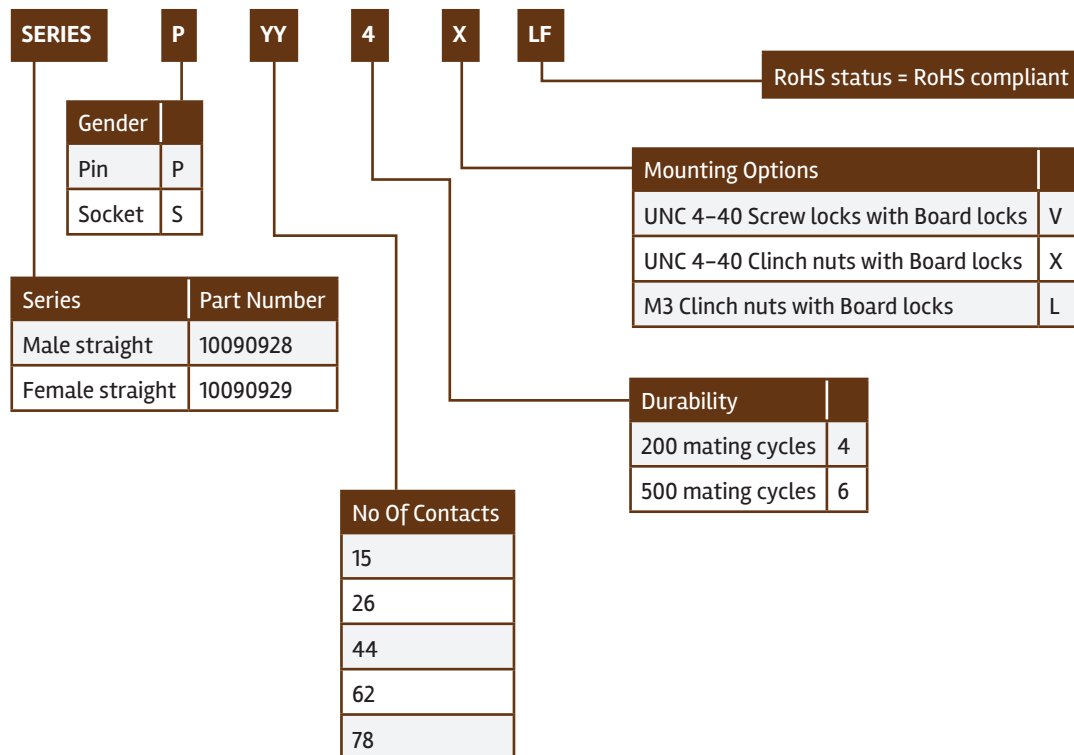 SERIES P YY 4 X LF
RoHS status = RoHS compliant
Gender
Pin P
Socket S
Mounting Options
UNC 4–40 Screw locks with Board locks V
UNC 4–40 Clinch nuts with Board locks X
M3 Clinch nuts with Board locks L
Series Part Number
Male straight 10090928
Female straight 10090929
Durability
200 mating cycles 4
500 mating cycles 6
No Of Contacts
15
26
44
62
78